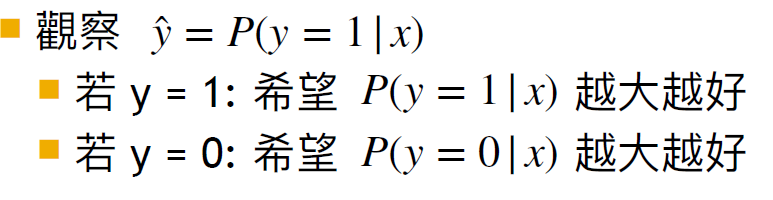 觀察 ŷ = P(y = 1 | x)
若 y = 1: 希望 P(y = 1 | x) 越大越好
若 y = 0: 希望 P(y = 0 | x) 越大越好